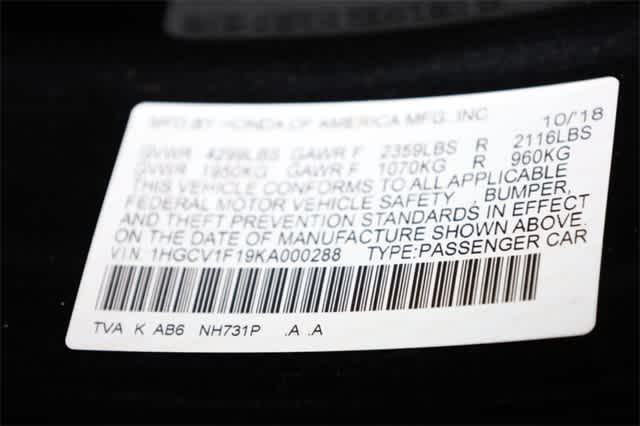 MFD.BY HONDA OF AMERICA MFG.,INC. 10/18
GVWR 4299LBS GAWR F 2359LBS R 2116LBS
GVWR 1950KG GAWR F 1070KG R 960KG
THIS VEHICLE CONFORMS TO ALL APPLICABLE
FEDERAL MOTOR VEHICLE SAFETY , BUMPER,
AND THEFT PREVENTION STANDARDS IN EFFECT
ON THE DATE OF MANUFACTURE SHOWN ABOVE.
V.I.N.:1HGCV1F19KA000288 TYPE:PASSENGER CAR
TVA K AB6 NH731P .A .A